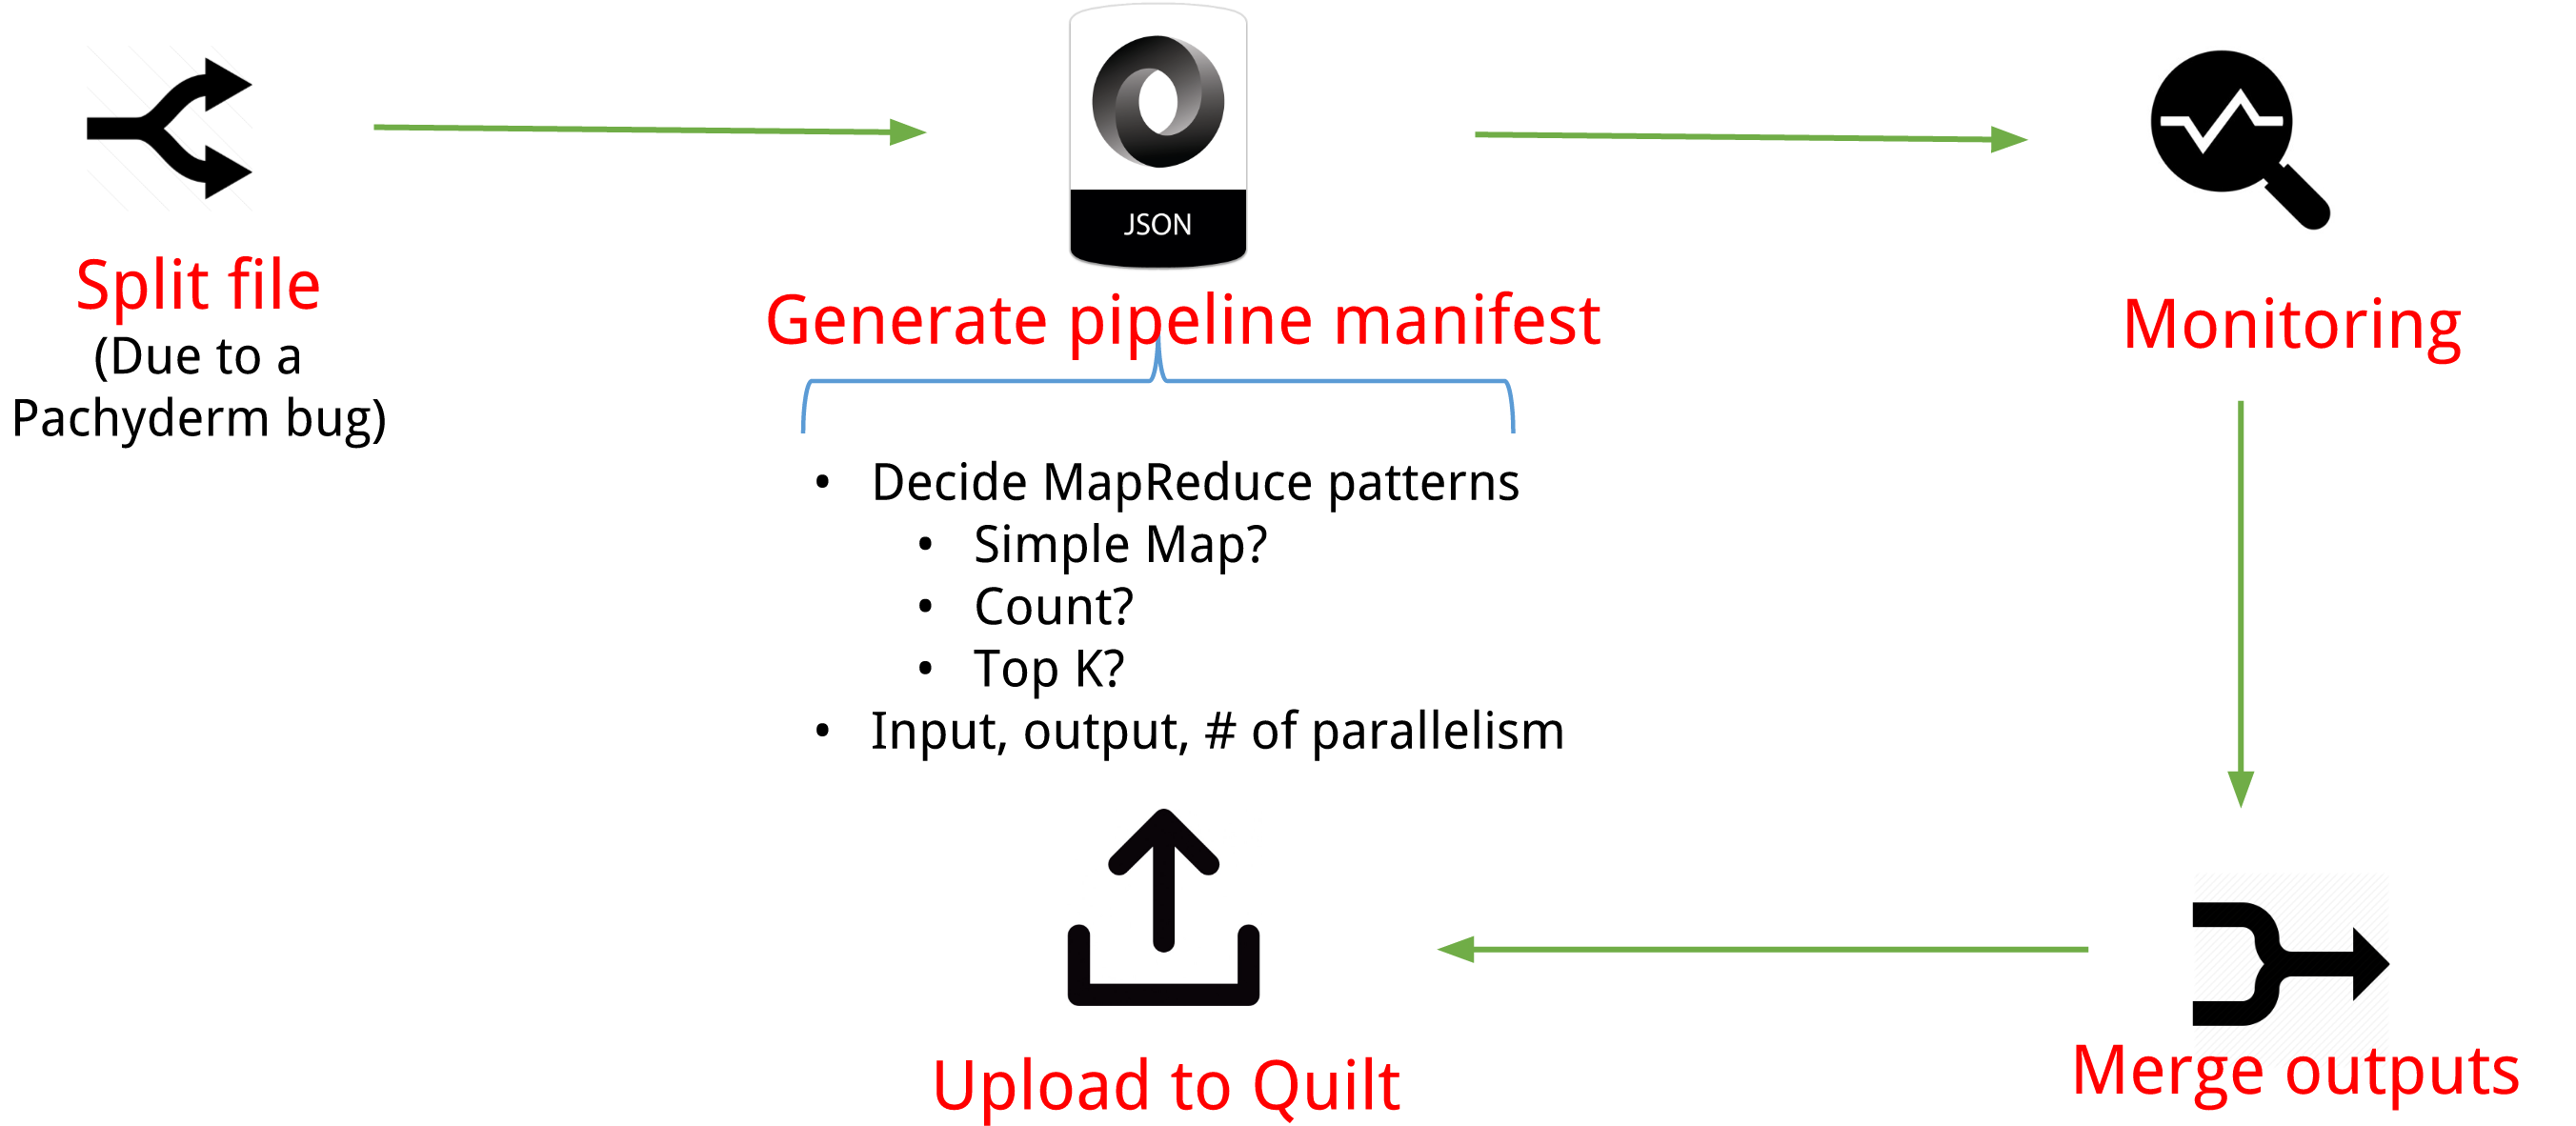 JSON
Split file
(Due to a
Pachyderm bug)
Generate pipeline manifest
• Decide MapReduce patterns
• Simple Map?
• Count?
• Top K?
• Input, output, # of parallelism
Monitoring
Merge outputs
Upload to Quilt